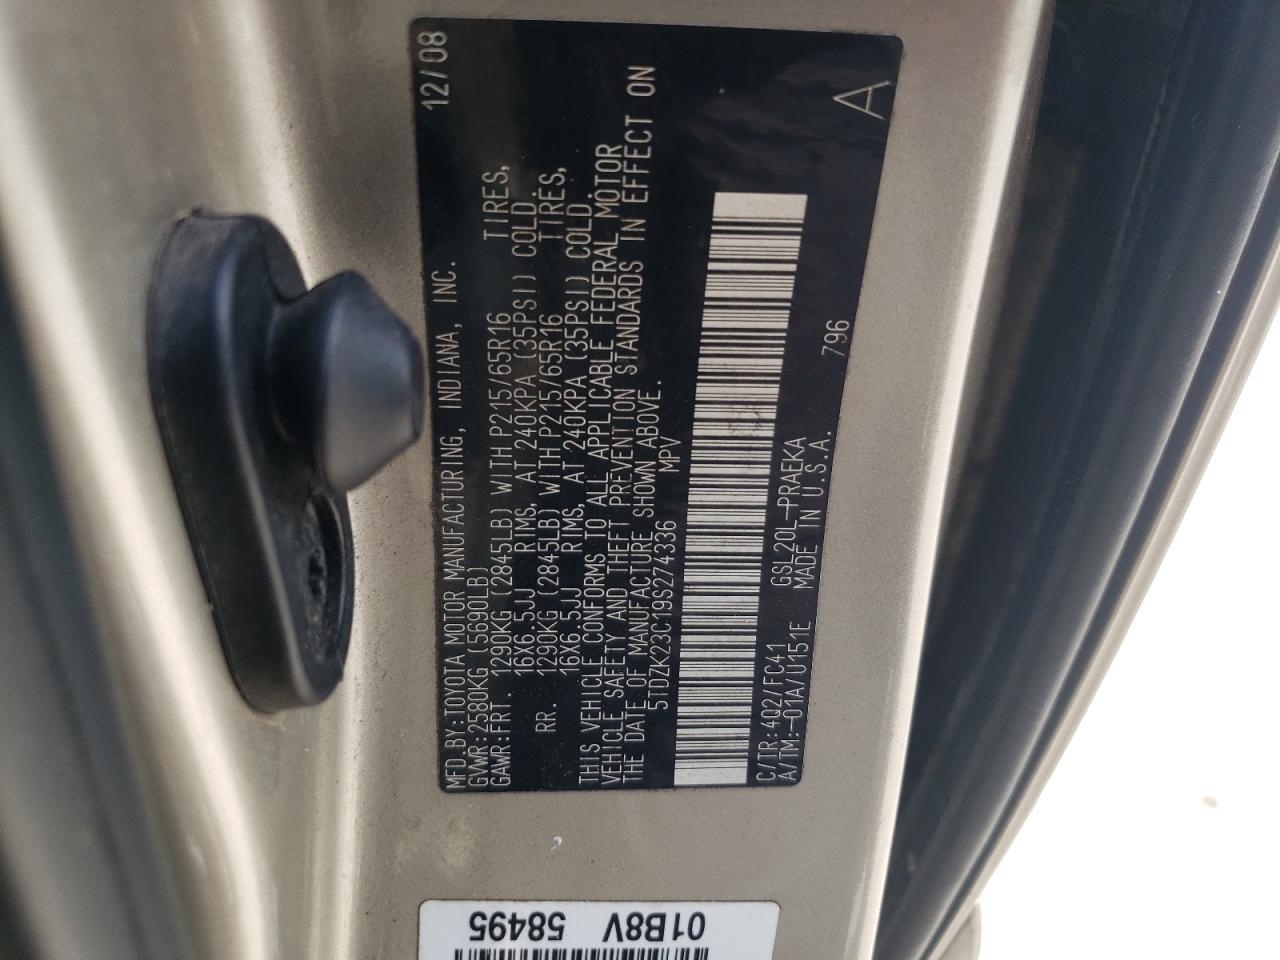 MFD.BY:TOYOTA MOTOR MANUFACTURING, INDIANA, INC. 12/08
GVWR:2580KG (5690LB)
GAWR:FRT. 1290KG (2845LB) WITH P215/65R16 TIRES,
16X6.5JJ RIMS, AT 240KPA (35PSI) COLD.
RR. 1290KG (2845LB) WITH P215/65R16 TIRES,
16X6.5JJ RIMS, AT 240KPA (35PSI) COLD.
THIS VEHICLE CONFORMS TO ALL APPLICABLE FEDERAL MOTOR
VEHICLE SAFETY AND THEFT PREVENTION STANDARDS IN EFFECT ON
THE DATE OF MANUFACTURE SHOWN ABOVE.
5TDZK23C19S274336 MPV
C/TR:4Q2/FC41 GSL20L-PRAEKA 796 A
A/TM:-01A/U151E MADE IN U.S.A.
01B8V 58495